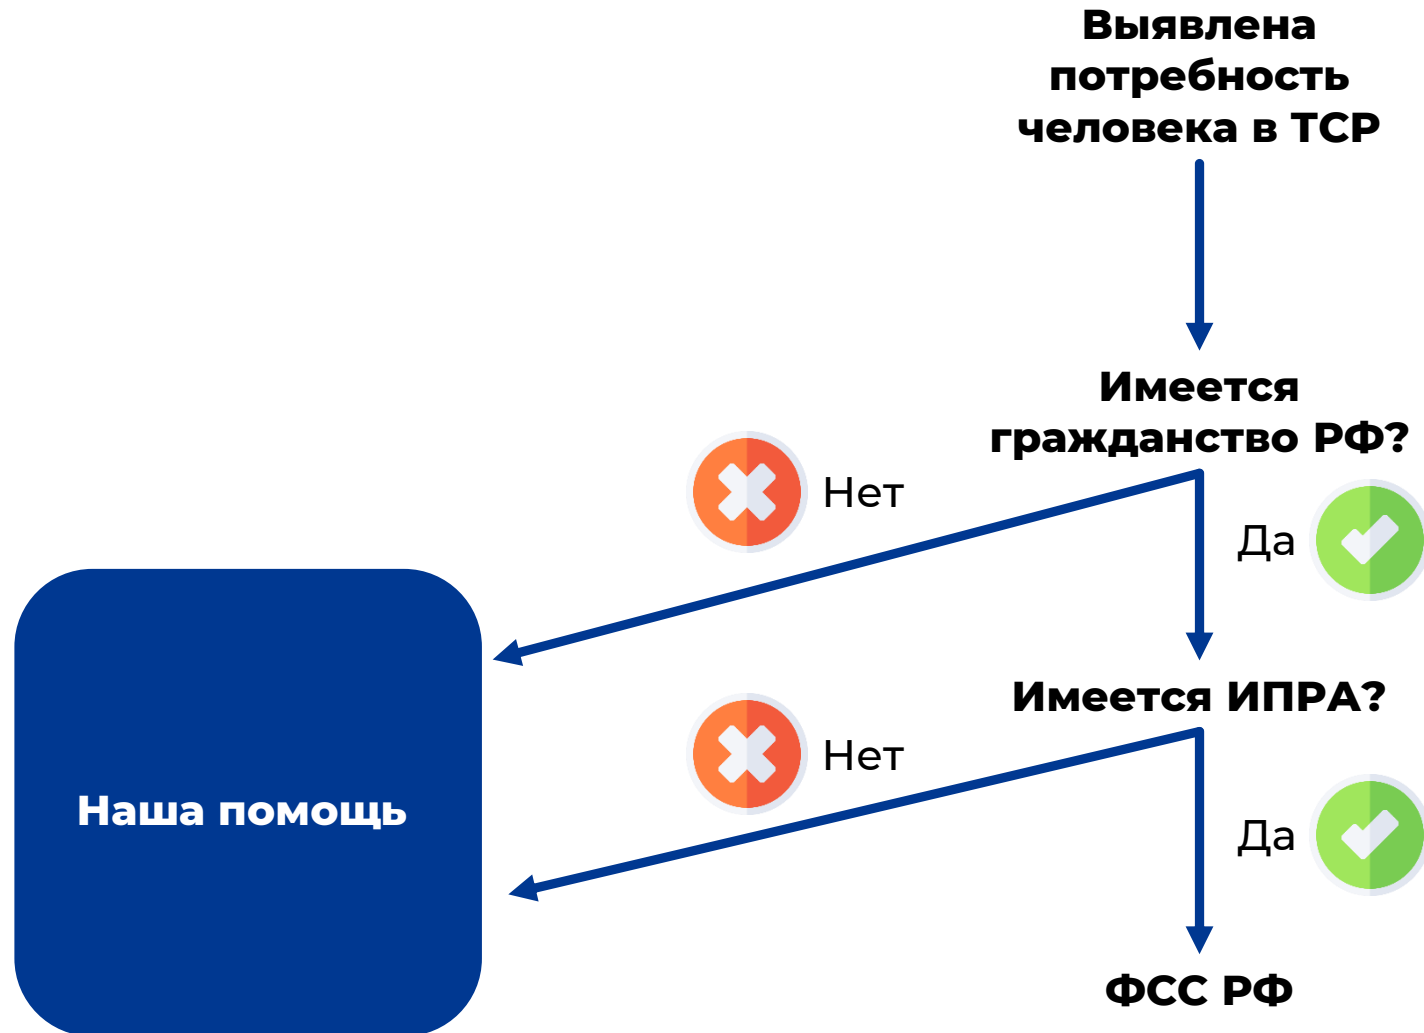 Выявлена
потребность
человека в ТСР
Имеется
гражданство РФ?
Нет
Да
Имеется ИПРА?
Нет
Наша помощь
Да
ФСС РФ